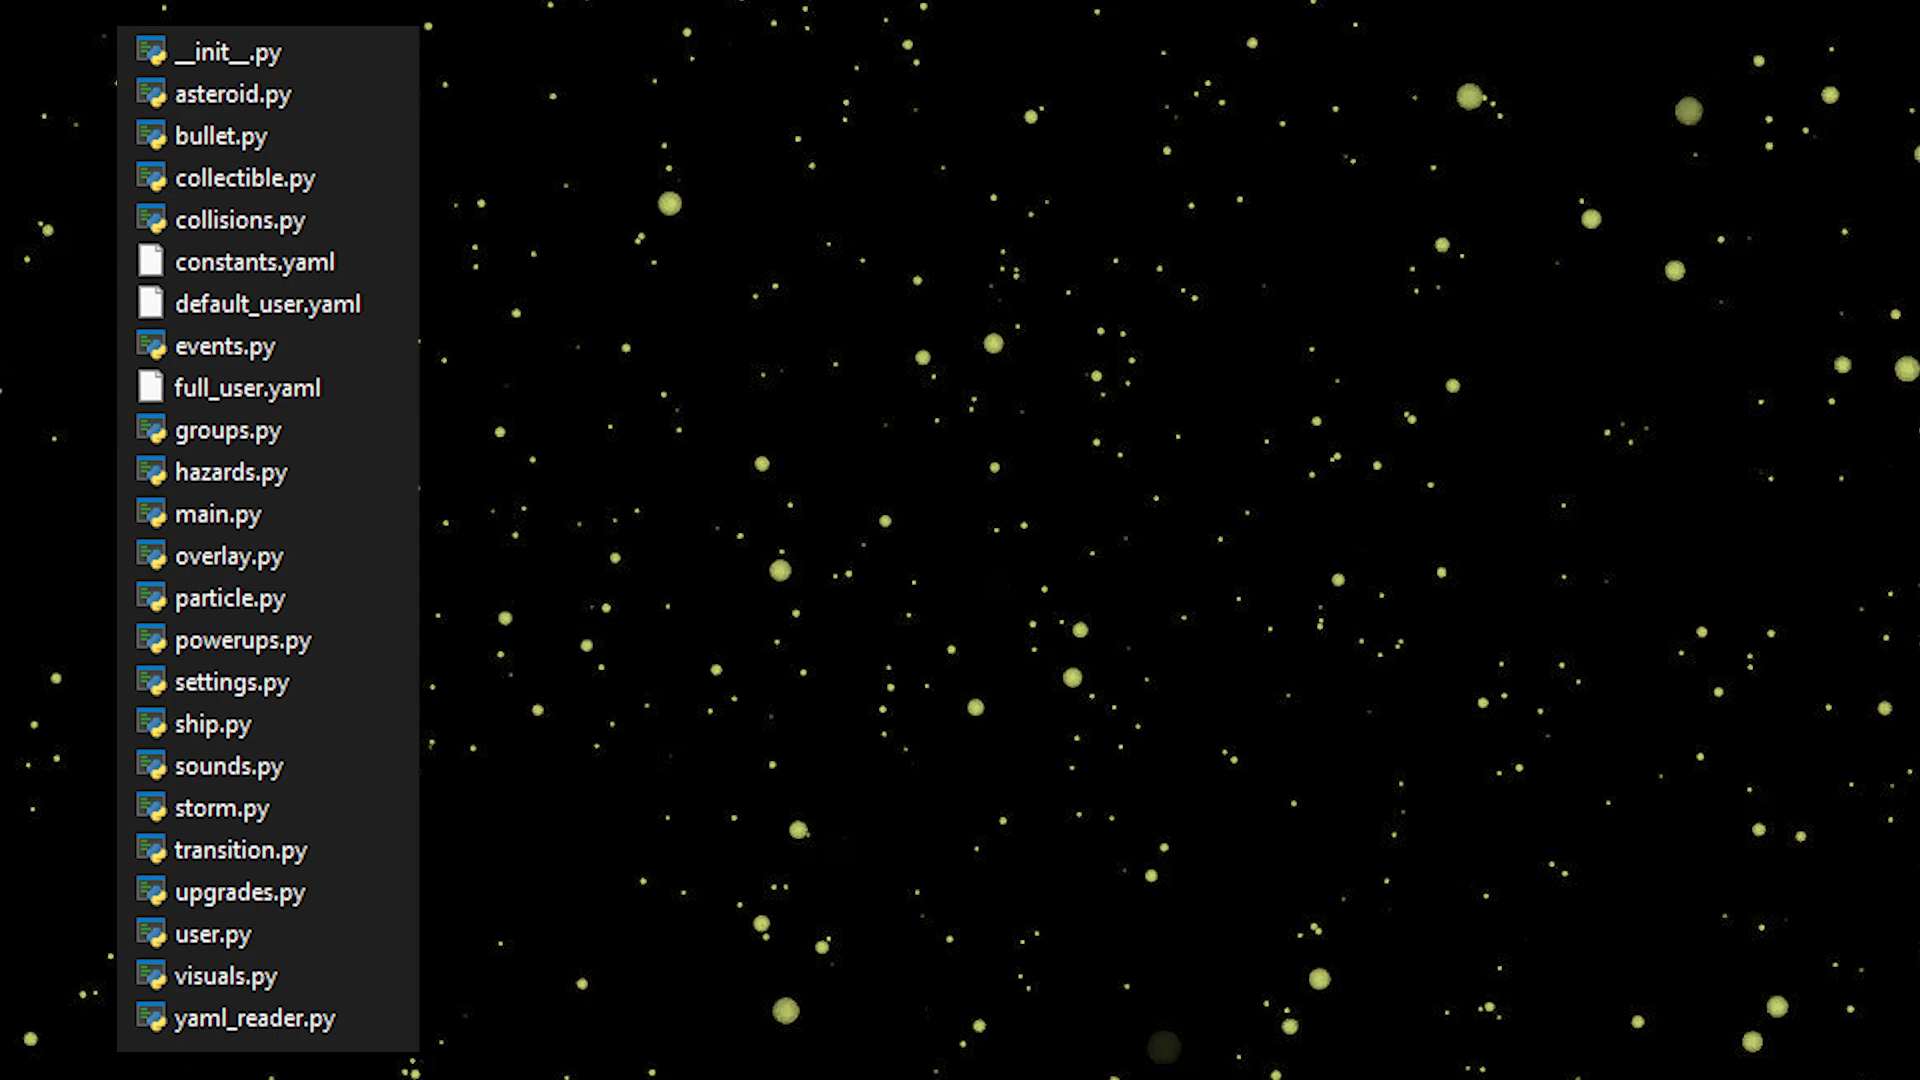 __init__.py
asteroid.py
bullet.py
collectible.py
collisions.py
constants.yaml
default_user.yaml
events.py
full_user.yaml
groups.py
hazards.py
main.py
overlay.py
particle.py
powerups.py
settings.py
ship.py
sounds.py
storm.py
transition.py
upgrades.py
user.py
visuals.py
yaml_reader.py